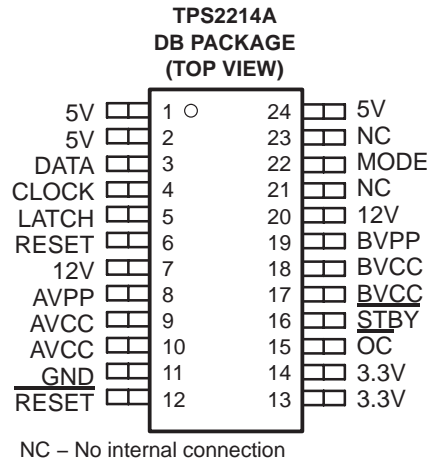 TPS2214A
DB PACKAGE
(TOP VIEW)
5V 1 24 5V
5V 2 23 NC
DATA 3 22 MODE
CLOCK 4 21 NC
LATCH 5 20 12V
RESET 6 19 BVPP
12V 7 18 BVCC
AVPP 8 17 BVCC
AVCC 9 16 STBY
AVCC 10 15 OC
GND 11 14 3.3V
RESET 12 13 3.3V
NC – No internal connection